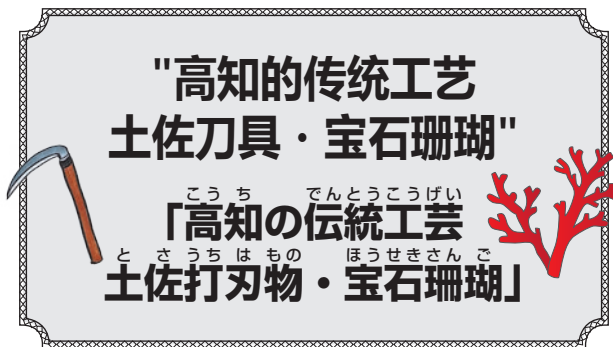 "高知的传统工艺
土佐刀具・宝石珊瑚"
こうち でんとうこうげい
「高知の伝統工芸
とさうちはもの ほうせきさんご
土佐打刃物・宝石珊瑚」